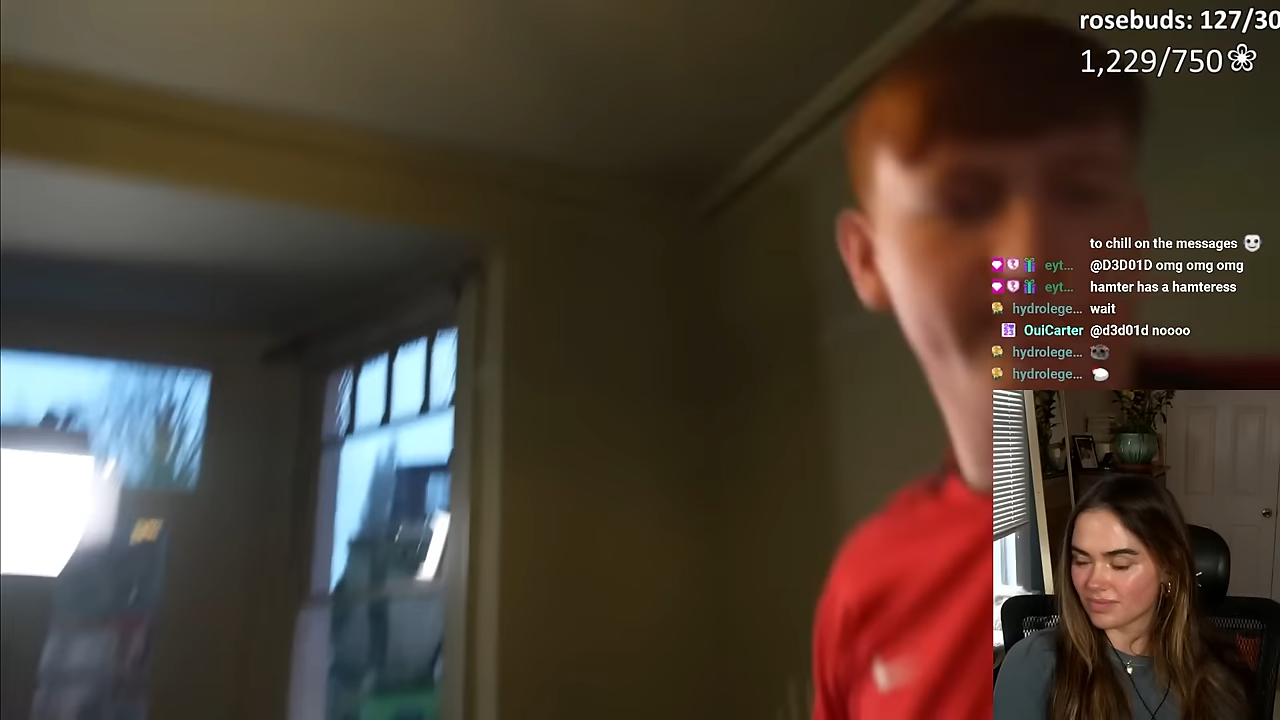 rosebuds: 127/30
1,229/750
to chill on the messages
eyt... @D3D01D omg omg omg
eyt... hamter has a hamteress
hydrolege... wait
OuiCarter @d3d01d noooo
hydrolege...
hydrolege...